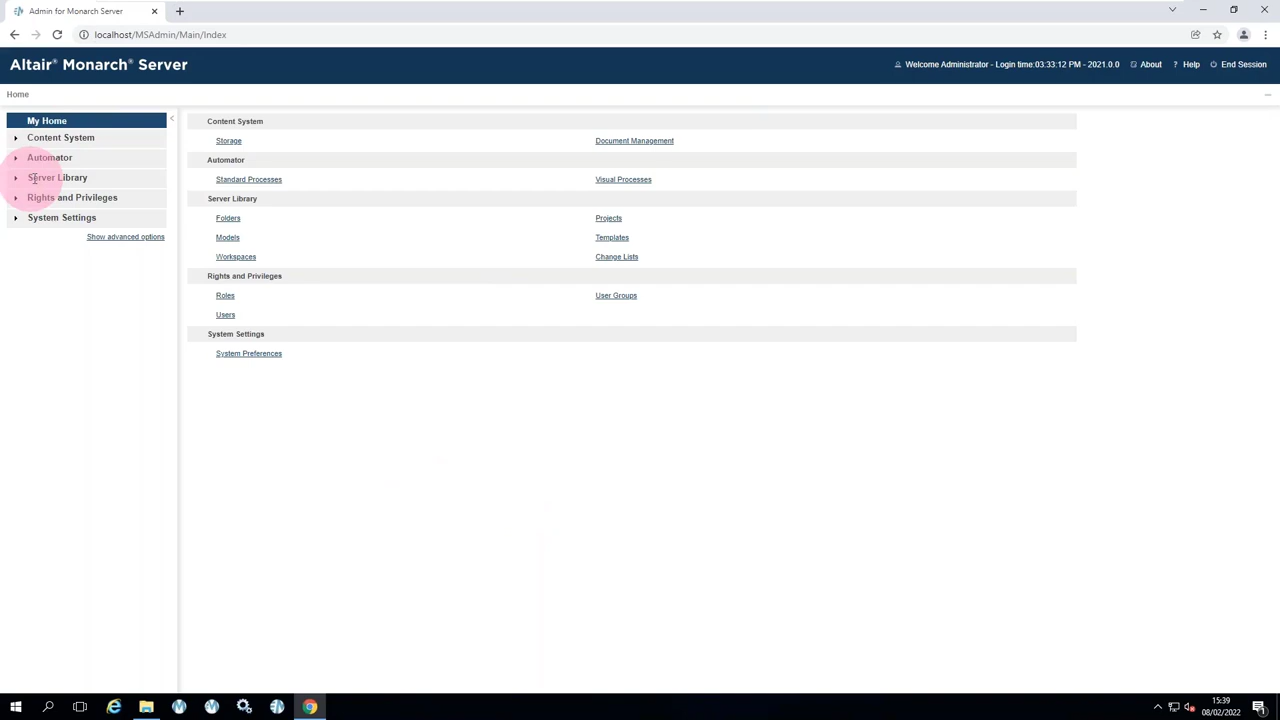 Admin for Monarch Server
localhost/MSAdmin/Main/Index
Altair® Monarch® Server
Welcome Administrator - Login time:03:33:12 PM - 2021.0.0
About
? Help
End Session
Home
My Home
Content System
Automator
Server Library
Rights and Privileges
System Settings
Show advanced options
Content System
Storage
Document Management
Automator
Standard Processes
Visual Processes
Server Library
Folders
Projects
Models
Templates
Workspaces
Change Lists
Rights and Privileges
Roles
User Groups
Users
System Settings
System Preferences
15:39
08/02/2022
1